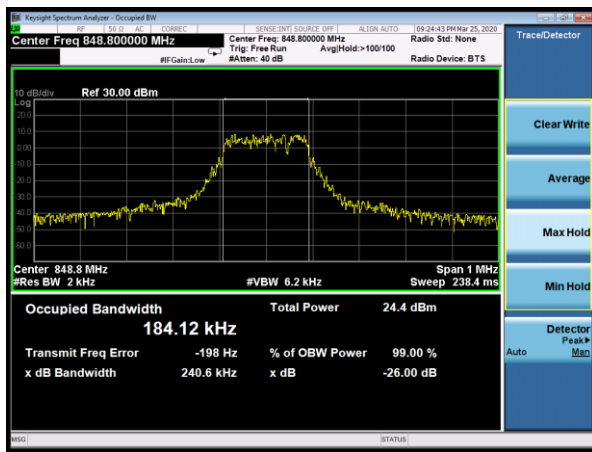 Keysight Spectrum Analyzer - Occupied BW
RF 50 Ω AC CORREC SENSE:INT SOURCE OFF ALIGN AUTO 09:24:43 PM Mar 25, 2020
Center Freq 848.800000 MHz
Center Freq: 848.800000 MHz Radio Std: None
Trig: Free Run Avg|Hold:>100/100
#IFGain:Low #Atten: 40 dB Radio Device: BTS
Trace/Detector
10 dB/div Ref 30.00 dBm
Log
20.0
10.0
0.00
-10.0
-20.0
-30.0
-40.0
-50.0
-60.0
Center 848.8 MHz Span 1 MHz
#Res BW 2 kHz #VBW 6.2 kHz Sweep 238.4 ms
Occupied Bandwidth Total Power 24.4 dBm
184.12 kHz
Transmit Freq Error -198 Hz % of OBW Power 99.00 %
x dB Bandwidth 240.6 kHz x dB -26.00 dB
Clear Write
Average
Max Hold
Min Hold
Detector
Peak▶
Auto Man
MSG STATUS